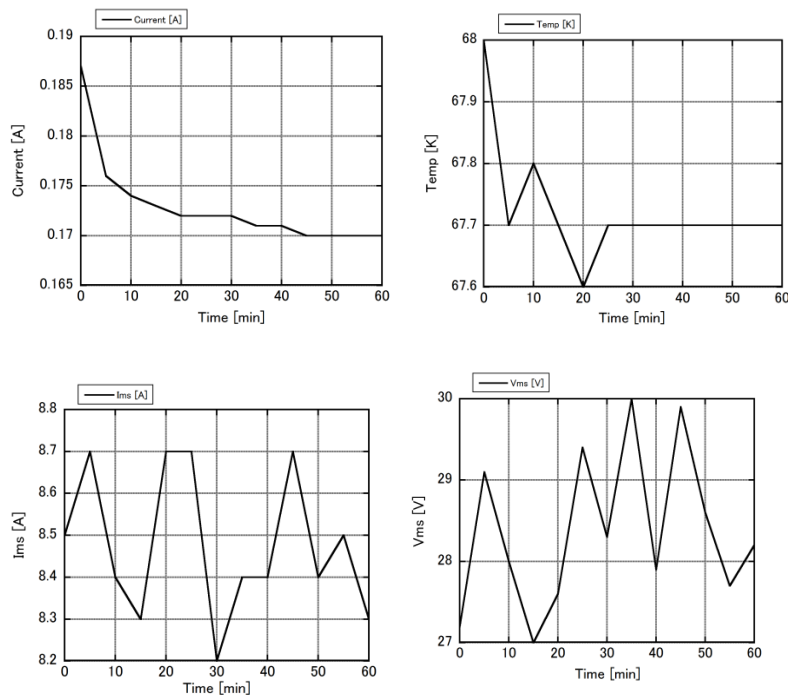 Current [A]
0.19
0.185
0.18
0.175
0.17
0.165
Current [A]
0 10 20 30 40 50 60
Time [min]
Temp [K]
68
67.9
67.8
67.7
67.6
Temp [K]
0 10 20 30 40 50 60
Time [min]
Ims [A]
8.8
8.7
8.6
8.5
8.4
8.3
8.2
Ims [A]
0 10 20 30 40 50 60
Time [min]
Vms [V]
30
29
28
27
Vms [V]
0 10 20 30 40 50 60
Time [min]